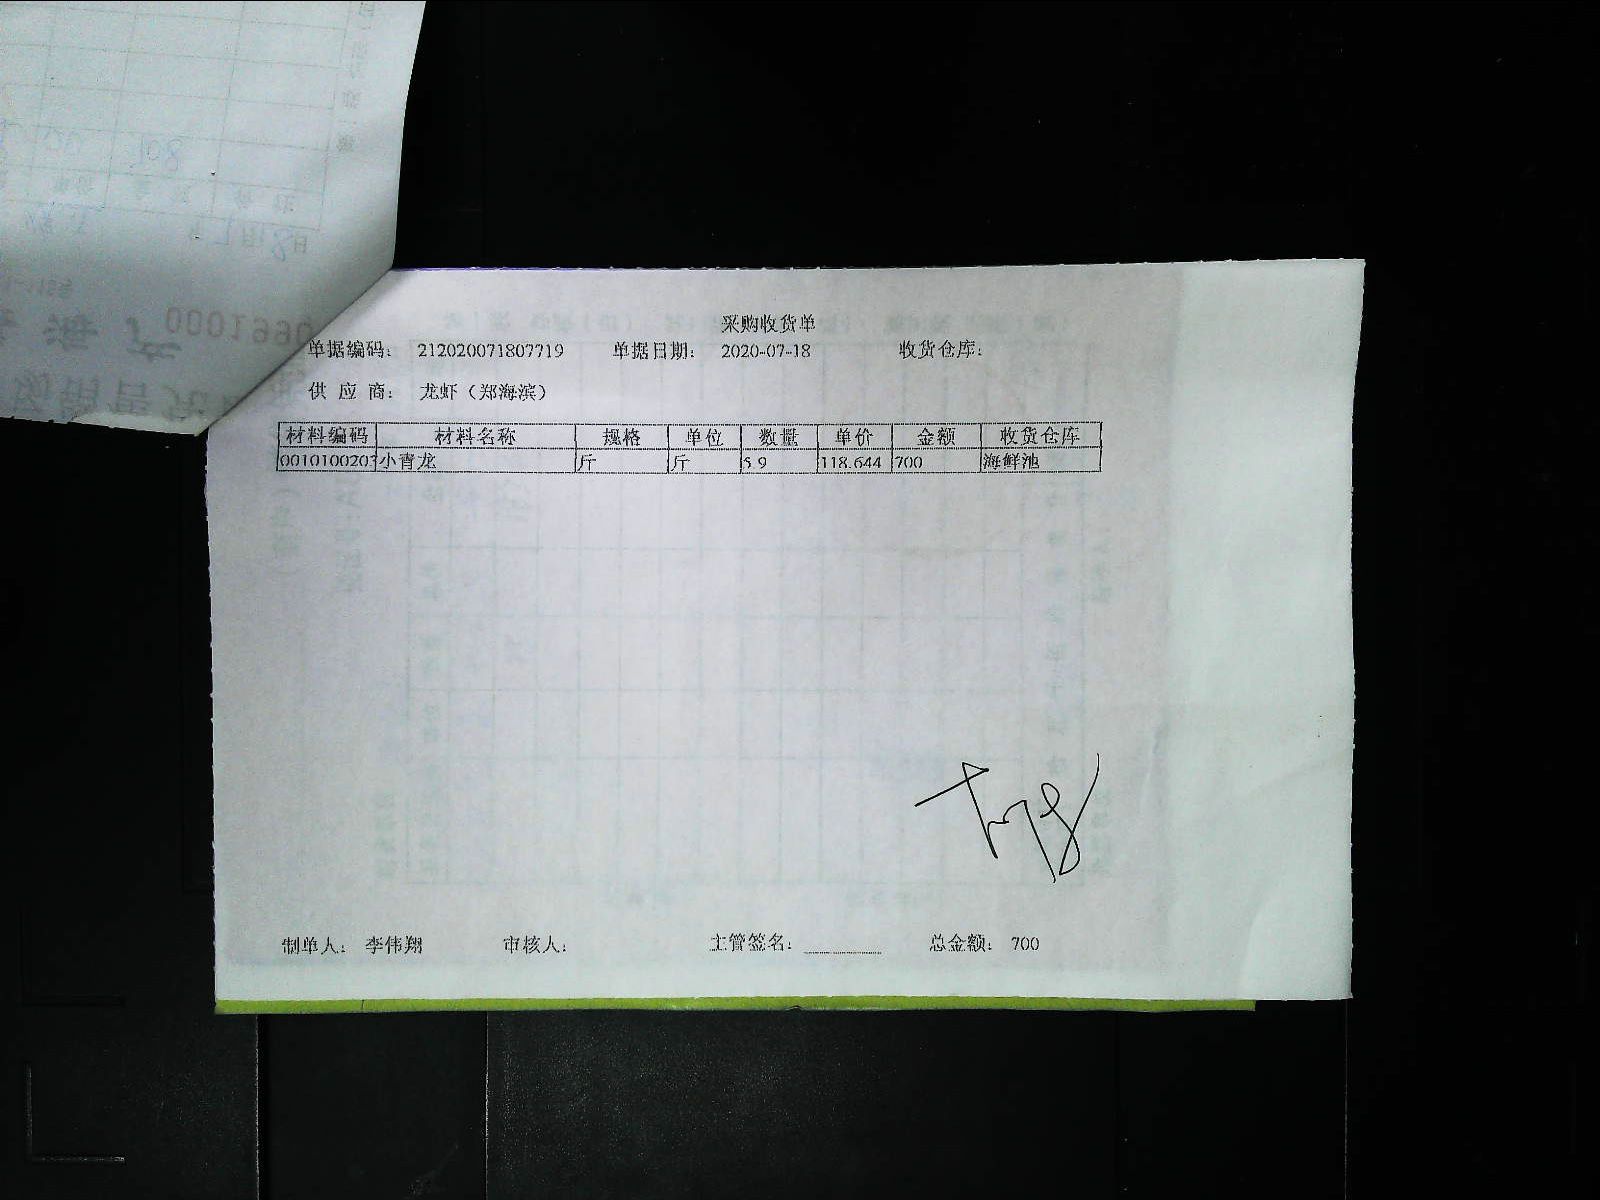 采购收货单
单据编码: 212020071807719 单据日期: 2020-07-18 收货仓库:
供 应 商: 龙虾（郑海滨）
材料编码 材料名称 规格 单位 数量 单价 金额 收货仓库
0010100203 小青龙 斤 斤 5.9 118.644 700 海鲜池
制单人: 李伟翔 审核人: 主管签名: 总金额: 700